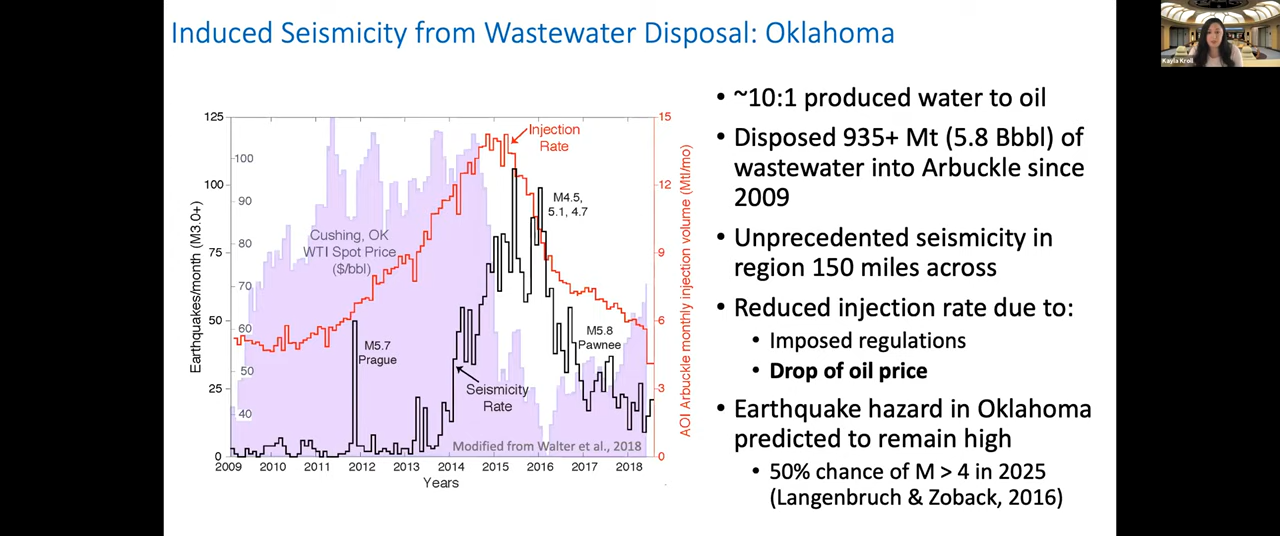 Induced Seismicity from Wastewater Disposal: Oklahoma
Kayla Kroll
125
100
75
50
25
0
Earthquakes/month (M3.0+)
100
90
80
70
60
50
40
15
12
9
6
3
0
AOI Arbuckle monthly injection volume (Mtl/mo)
Injection
Rate
M4.5,
5.1, 4.7
Cushing, OK
WTI Spot Price
($/bbl)
M5.7
Prague
M5.8
Pawnee
Seismicity
Rate
Modified from Walter et al., 2018
2009 2010 2011 2012 2013 2014 2015 2016 2017 2018
Years
• ~10:1 produced water to oil
• Disposed 935+ Mt (5.8 Bbbl) of
wastewater into Arbuckle since
2009
• Unprecedented seismicity in
region 150 miles across
• Reduced injection rate due to:
• Imposed regulations
• Drop of oil price
• Earthquake hazard in Oklahoma
predicted to remain high
• 50% chance of M > 4 in 2025
(Langenbruch & Zoback, 2016)